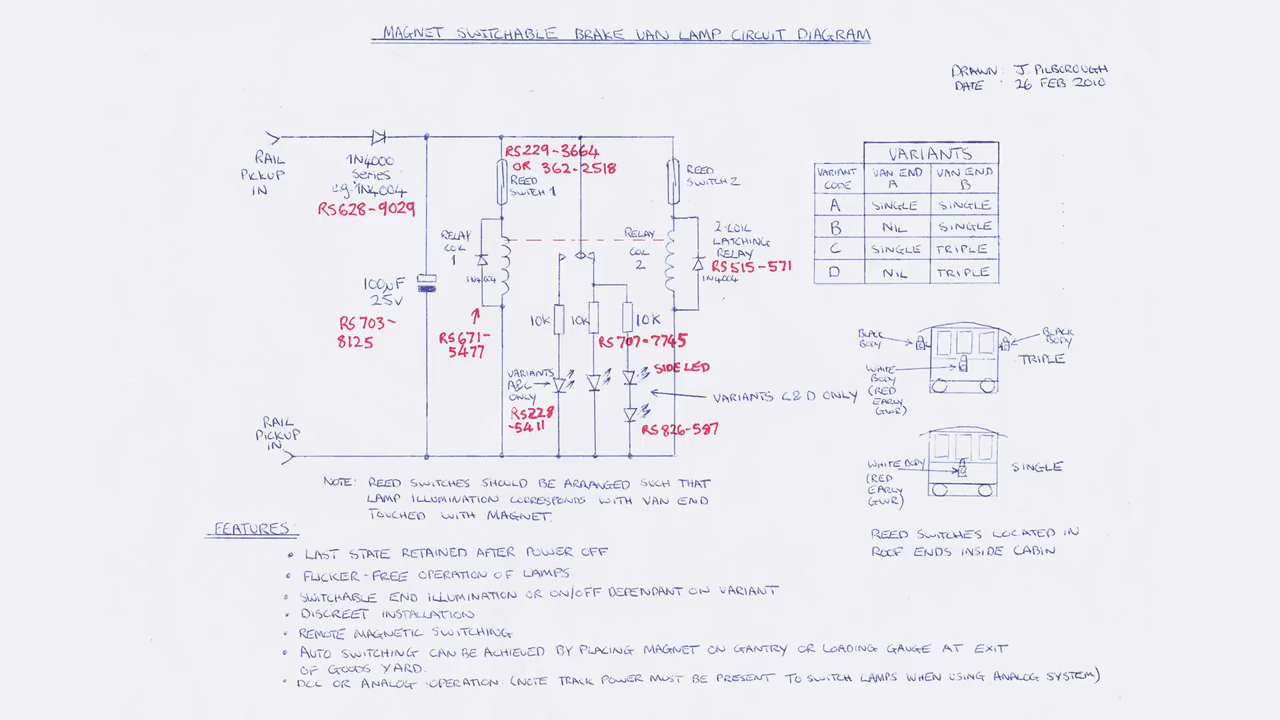 MAGNET SWITCHABLE BRAKE VAN LAMP CIRCUIT DIAGRAM
DRAWN: J. PILBOROUGH
DATE : 26 FEB 2010
RAIL
PICKUP
IN
1N4000
Series
e.g. 1N4004
RS628-9029
RS229-3664
OR 362-2518
REED
SWITCH 1
REED
SWITCH 2
RELAY
COIL
1
1N4004
RELAY
COIL
2
2-COIL
LATCHING
RELAY
RS515-571
1N4004
100µF
25V
RS703-
8125
RS671-
5477
10K
10K
10K
RS707-7745
SIDE LED
VARIANTS
A&C
ONLY
RS228
-5411
VARIANTS C&D ONLY
RS826-587
RAIL
PICKUP
IN
VARIANTS
VARIANT CODE VAN END A VAN END B
A SINGLE SINGLE
B NIL SINGLE
C SINGLE TRIPLE
D NIL TRIPLE
BLACK
BODY
BLACK
BODY
TRIPLE
WHITE
BODY
(RED
EARLY
GWR)
WHITE BODY
(RED
EARLY
GWR)
SINGLE
REED SWITCHES LOCATED IN
ROOF ENDS INSIDE CABIN
NOTE: REED SWITCHES SHOULD BE ARRANGED SUCH THAT
LAMP ILLUMINATION CORRESPONDS WITH VAN END
TOUCHED WITH MAGNET.
FEATURES:
• LAST STATE RETAINED AFTER POWER OFF
• FLICKER-FREE OPERATION OF LAMPS
• SWITCHABLE END ILLUMINATION OR ON/OFF DEPENDANT ON VARIANT
• DISCREET INSTALLATION
• REMOTE MAGNETIC SWITCHING
• AUTO SWITCHING CAN BE ACHIEVED BY PLACING MAGNET ON GANTRY OR LOADING GAUGE AT EXIT
OF GOODS YARD.
• DCC OR ANALOG OPERATION. (NOTE TRACK POWER MUST BE PRESENT TO SWITCH LAMPS WHEN USING ANALOG SYSTEM)